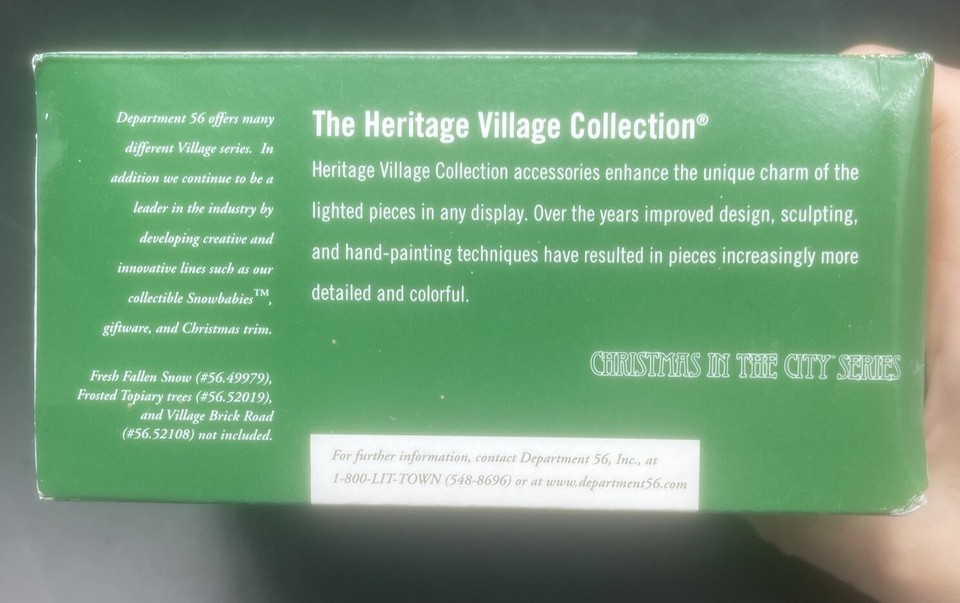 Department 56 offers many
different Village series. In
addition we continue to be a
leader in the industry by
developing creative and
innovative lines such as our
collectible Snowbabies™,
giftware, and Christmas trim.
Fresh Fallen Snow (#56.49979),
Frosted Topiary trees (#56.52019),
and Village Brick Road
(#56.52108) not included.
The Heritage Village Collection®
Heritage Village Collection accessories enhance the unique charm of the
lighted pieces in any display. Over the years improved design, sculpting,
and hand-painting techniques have resulted in pieces increasingly more
detailed and colorful.
CHRISTMAS IN THE CITY® SERIES
For further information, contact Department 56, Inc., at
1-800-LIT-TOWN (548-8696) or at www.department56.com